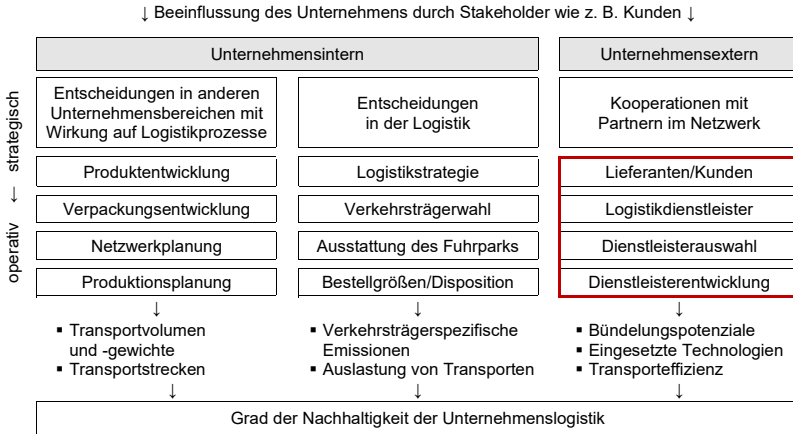 ↓ Beeinflussung des Unternehmens durch Stakeholder wie z. B. Kunden ↓
Unternehmensintern
Unternehmensextern
operativ ← strategisch
Entscheidungen in anderen
Unternehmensbereichen mit
Wirkung auf Logistikprozesse
Entscheidungen
in der Logistik
Kooperationen mit
Partnern im Netzwerk
Produktentwicklung
Logistikstrategie
Lieferanten/Kunden
Verpackungsentwicklung
Verkehrsträgerwahl
Logistikdienstleister
Netzwerkplanung
Ausstattung des Fuhrparks
Dienstleisterauswahl
Produktionsplanung
Bestellgrößen/Disposition
Dienstleisterentwicklung
↓ ↓ ↓
▪ Transportvolumen
und -gewichte
▪ Transportstrecken
▪ Verkehrsträgerspezifische
Emissionen
▪ Auslastung von Transporten
▪ Bündelungspotenziale
▪ Eingesetzte Technologien
▪ Transporteffizienz
↓ ↓ ↓
Grad der Nachhaltigkeit der Unternehmenslogistik